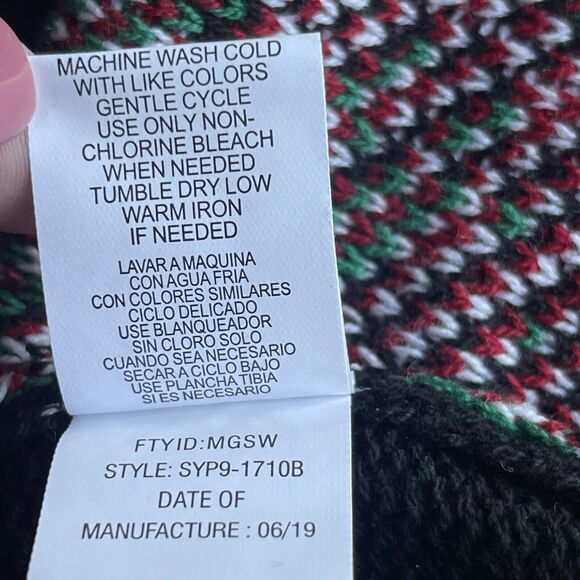 MACHINE WASH COLD
WITH LIKE COLORS
GENTLE CYCLE
USE ONLY NON-
CHLORINE BLEACH
WHEN NEEDED
TUMBLE DRY LOW
WARM IRON
IF NEEDED
LAVAR A MAQUINA
CON AGUA FRIA
CON COLORES SIMILARES
CICLO DELICADO
USE BLANQUEADOR
SIN CLORO SOLO
CUANDO SEA NECESARIO
SECAR A CICLO BAJO
USE PLANCHA TIBIA
SI ES NECESARIO
FTYID:MGSW
STYLE: SYP9-1710B
DATE OF
MANUFACTURE : 06/19